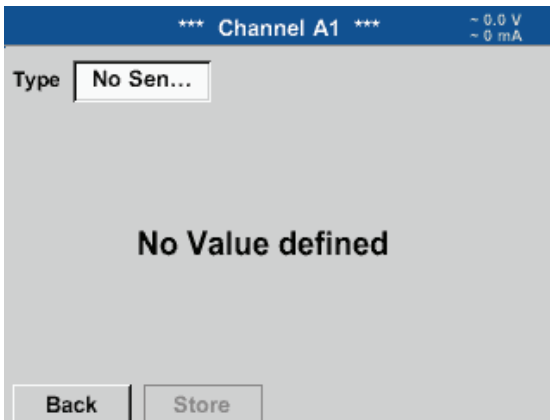 *** Channel A1 ***
~ 0.0 V
~ 0 mA
Type No Sen...
No Value defined
Back Store